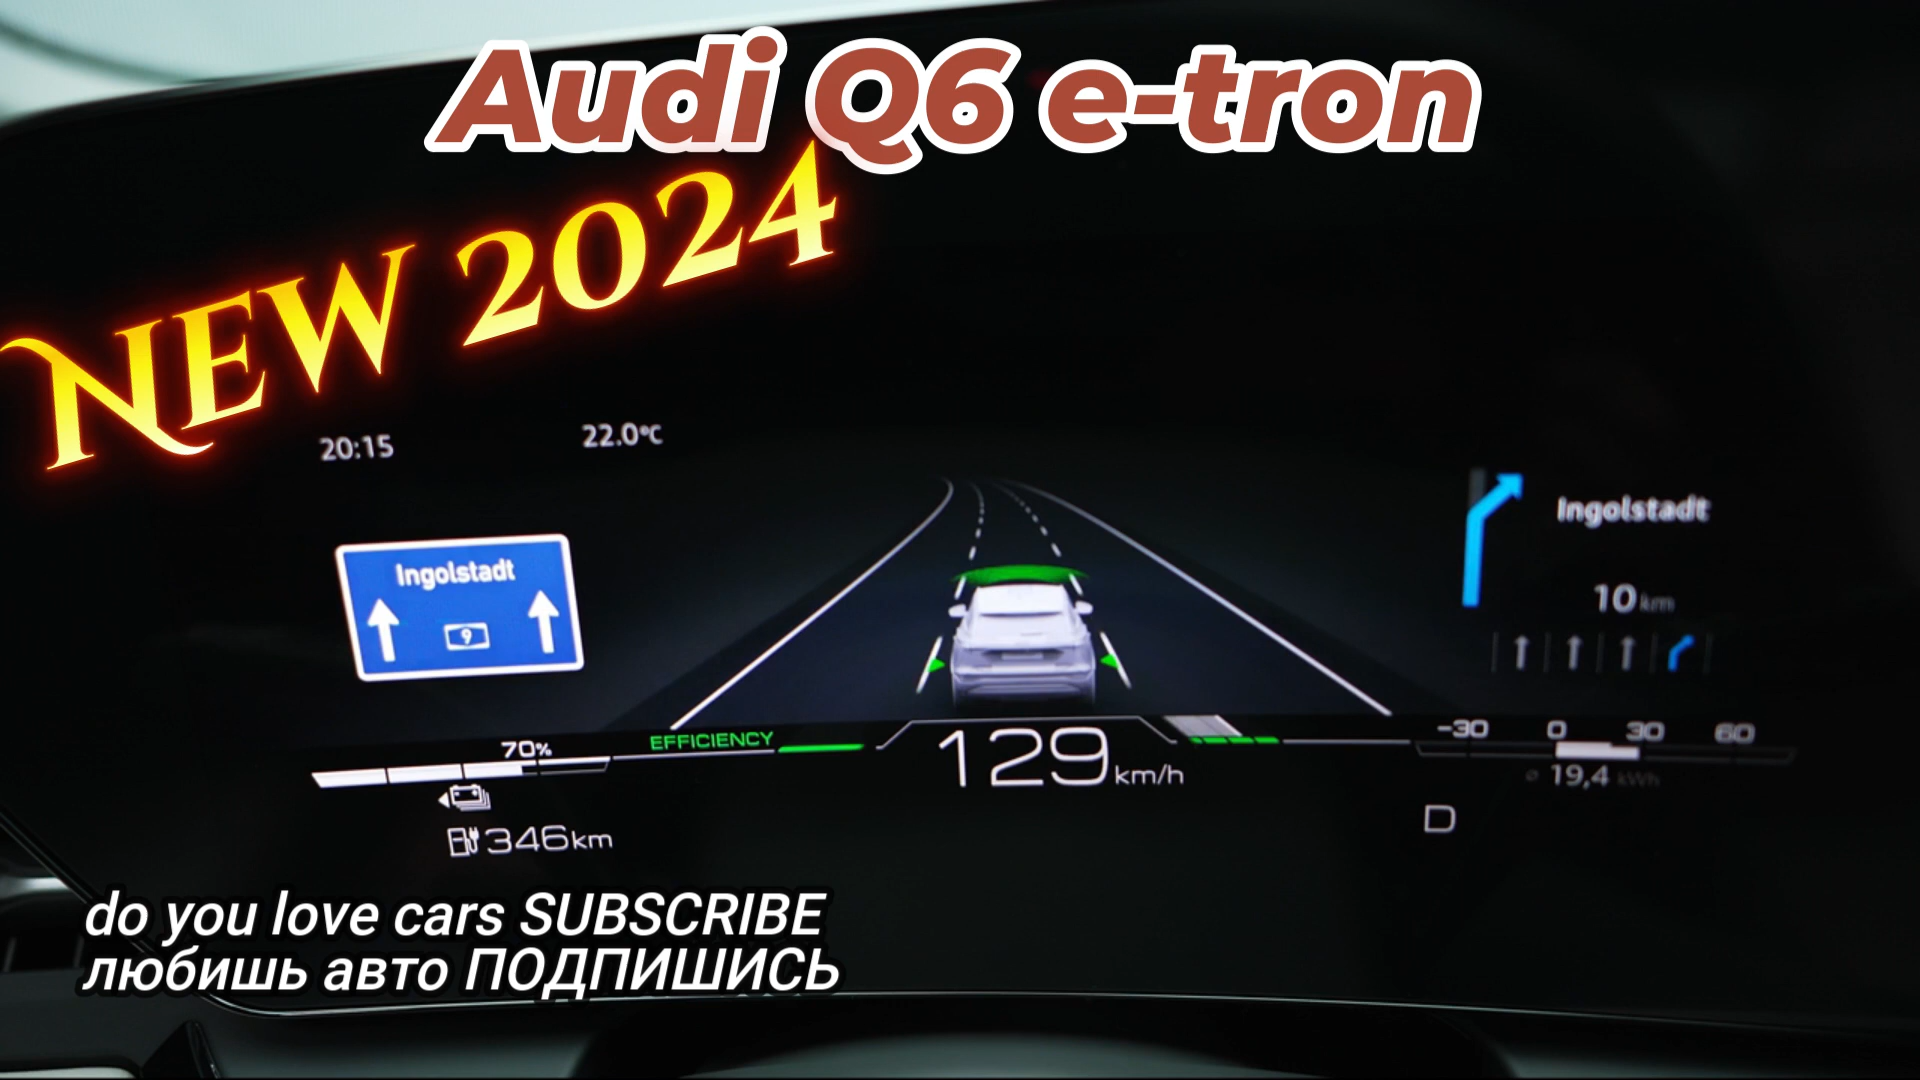 Audi Q6 e-tron
NEW 2024
20:15
22.0°C
Ingolstadt
9
Ingolstadt
10 km
70%
EFFICIENCY
129 km/h
-30 0 30 60
ø 19,4 kWh
346km
D
do you love cars SUBSCRIBE
любишь авто ПОДПИШИСЬ